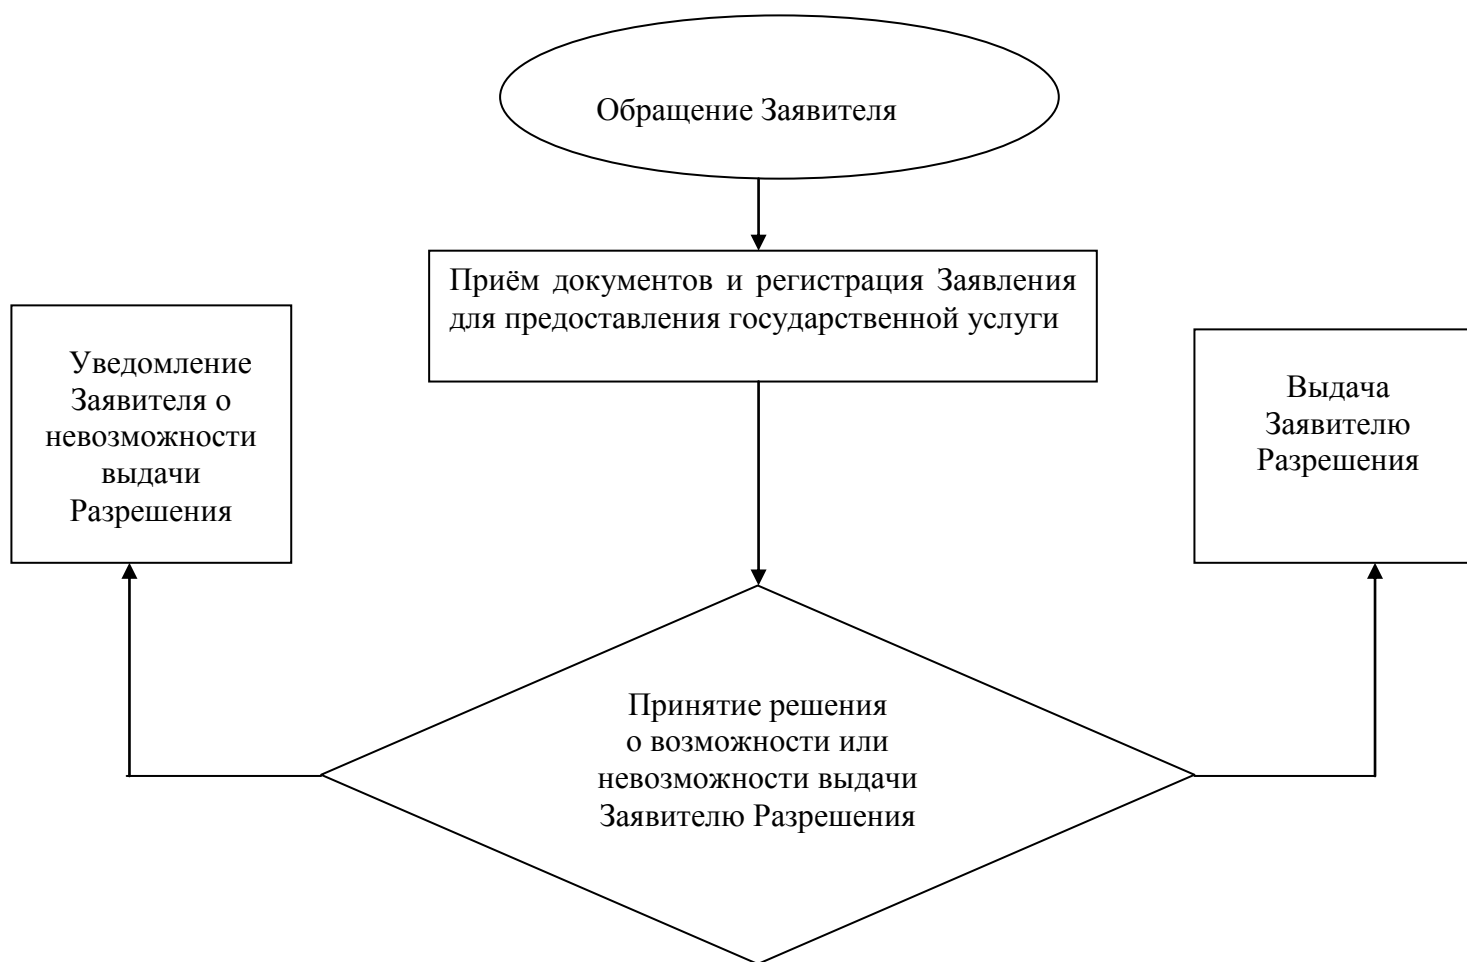 Обращение Заявителя
Приём документов и регистрация Заявления
для предоставления государственной услуги
Уведомление
Заявителя о
невозможности
выдачи
Разрешения
Выдача
Заявителю
Разрешения
Принятие решения
о возможности или
невозможности выдачи
Заявителю Разрешения